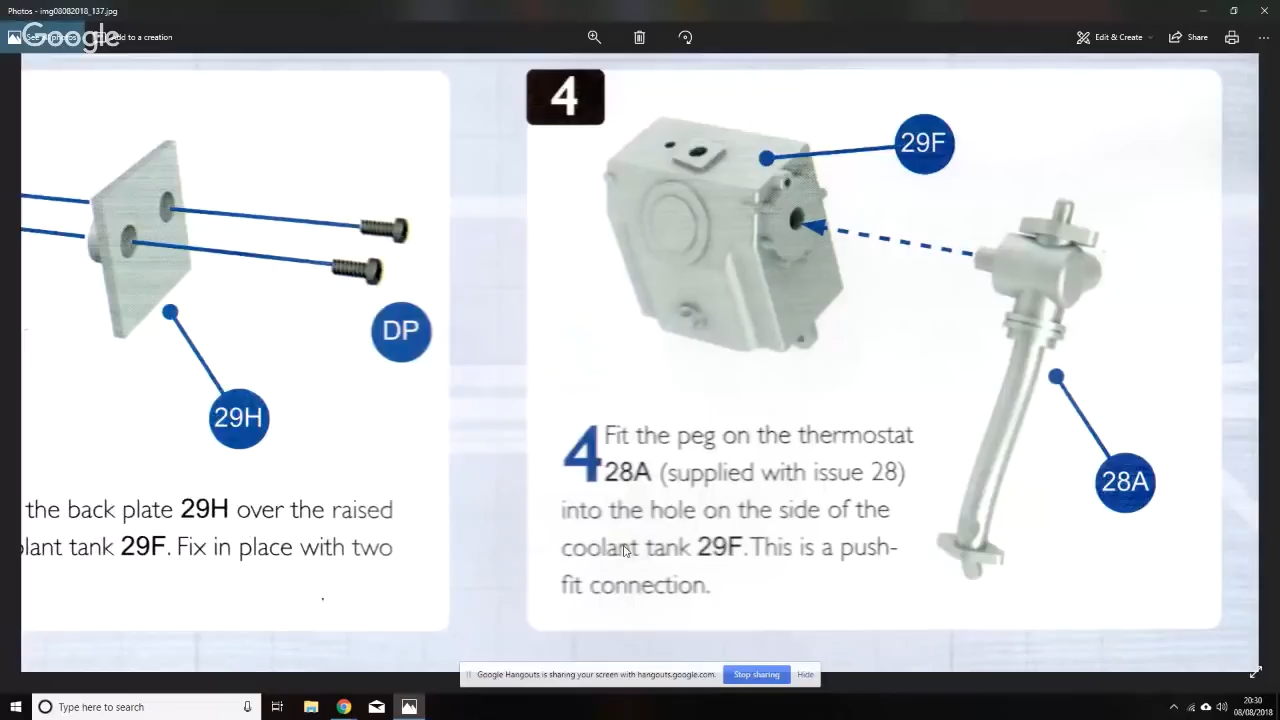 Photos - img08082018_137.jpg
Google
Add to a creation
Edit & Create
Share
4
29F
DP
29H
28A
the back plate 29H over the raised
lant tank 29F. Fix in place with two
4 Fit the peg on the thermostat
28A (supplied with issue 28)
into the hole on the side of the
coolant tank 29F. This is a push-
fit connection.
Google Hangouts is sharing your screen with hangouts.google.com.
Stop sharing
Hide
Type here to search
20:30
08/08/2018